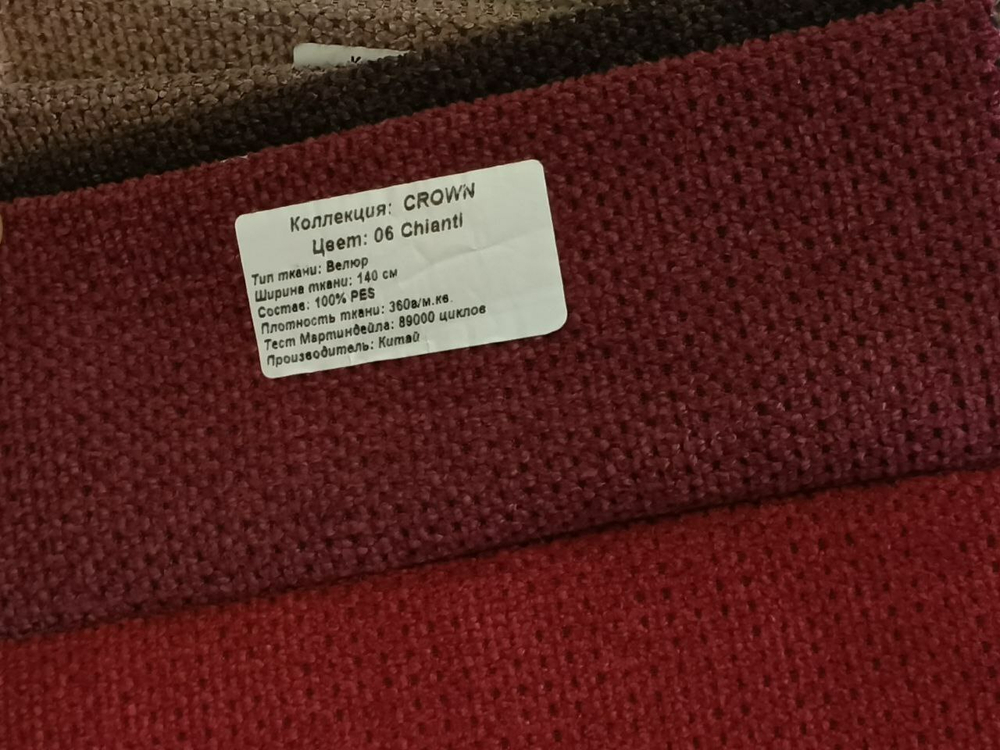 Коллекция: CROWN
Цвет: 06 Chianti
Тип ткани: Велюр
Ширина ткани: 140 см
Состав: 100% PES
Плотность ткани: 360г/м.кв.
Тест Мартиндейла: 89000 циклов
Производитель: Китай